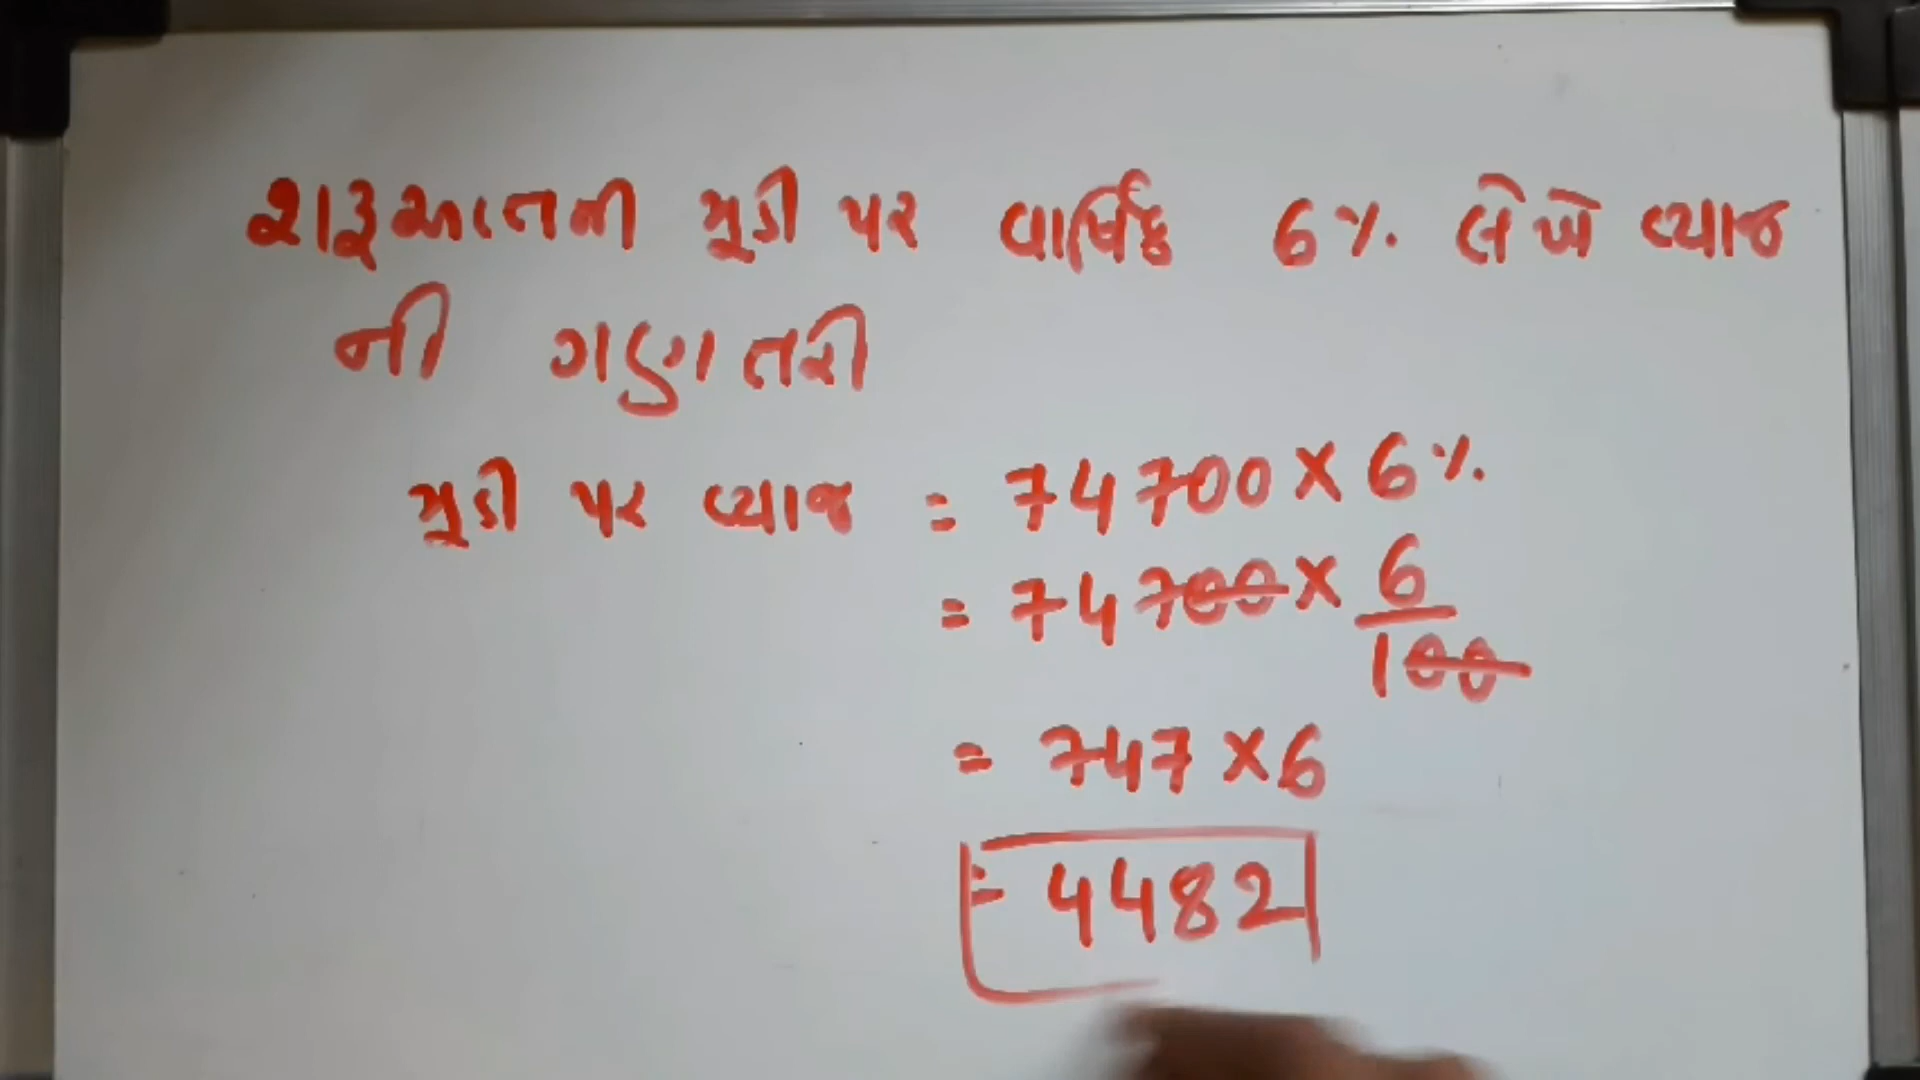 શરૂઆતની મૂડી પર વાર્ષિક 6% લેખે વ્યાજ
ની ગણતરી
મૂડી પર વ્યાજ = 74700 × 6%
= 74700 × 6/100
= 747 × 6
= 4482